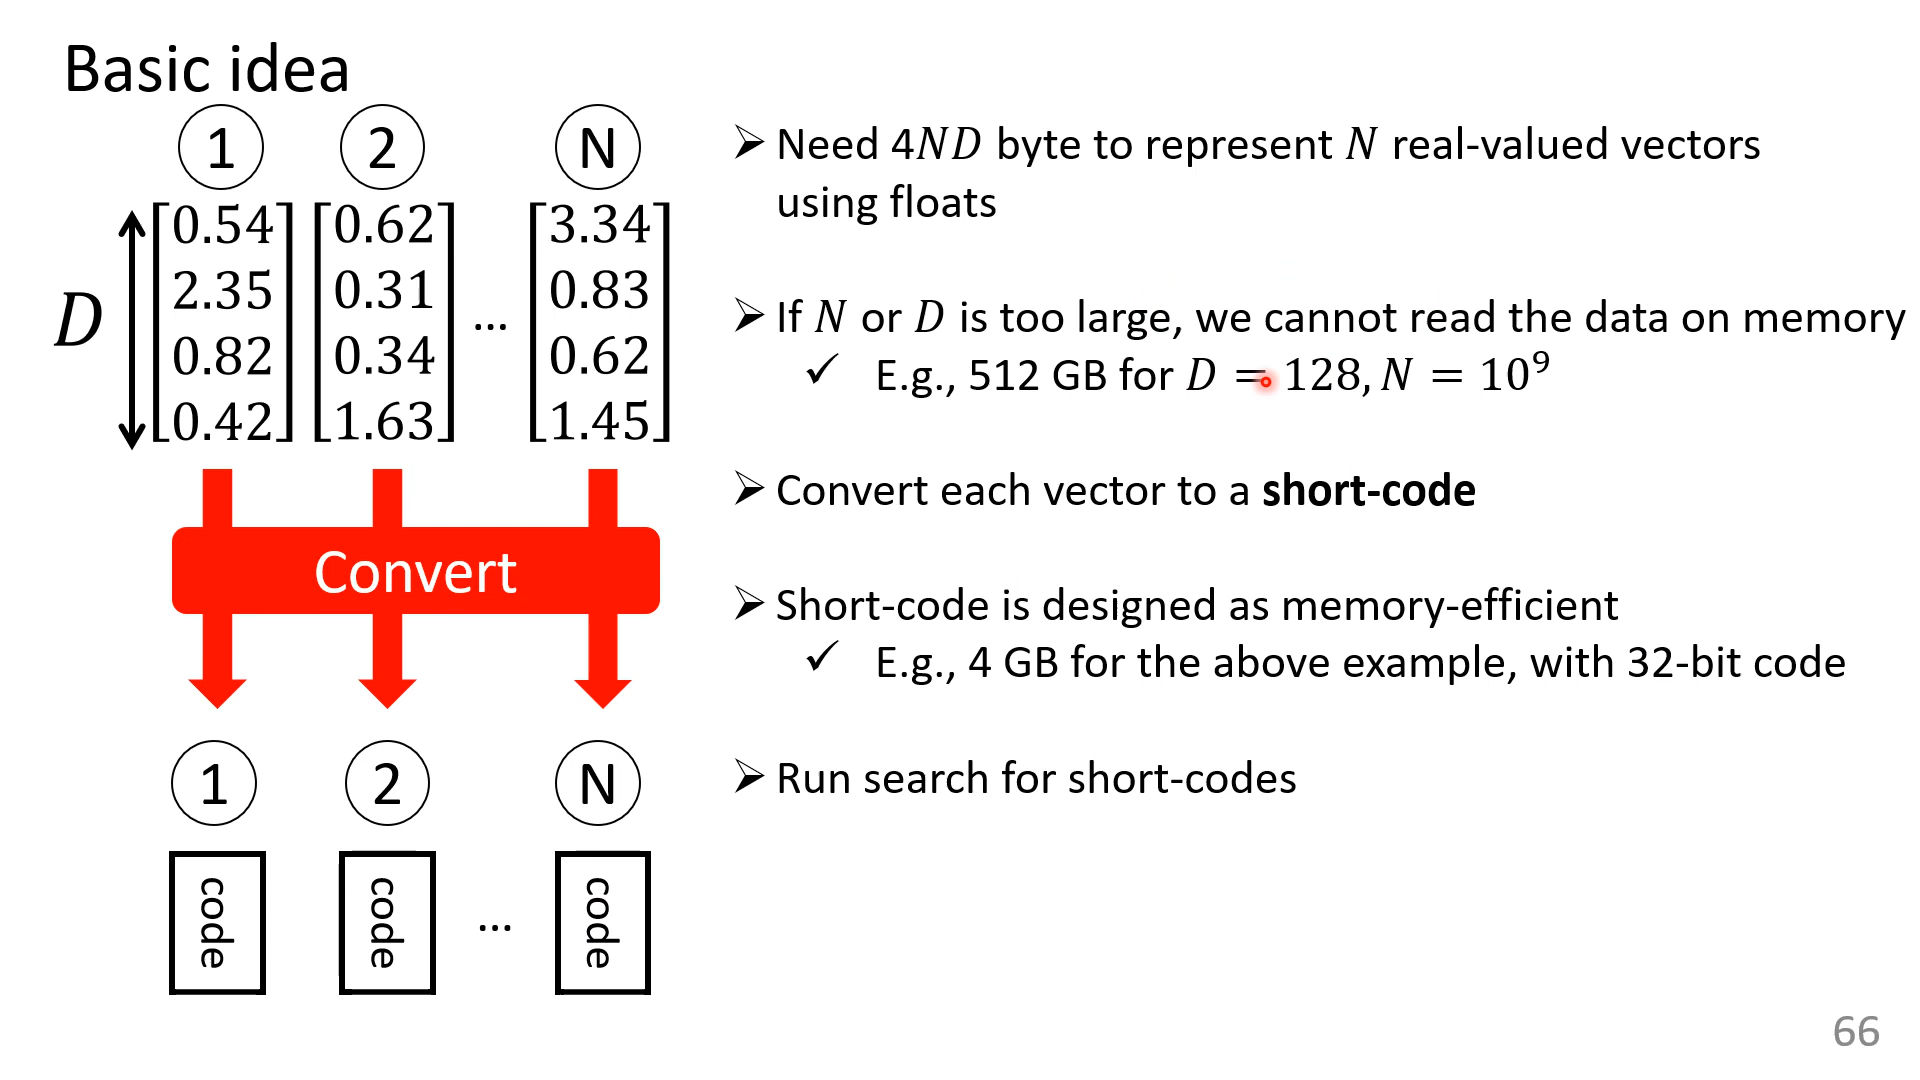 Basic idea
1 2 N
D
0.54 0.62 3.34
2.35 0.31 ... 0.83
0.82 0.34 0.62
0.42 1.63 1.45
Convert
1 2 N
code code ... code
➢ Need 4ND byte to represent N real-valued vectors
using floats
➢ If N or D is too large, we cannot read the data on memory
✓ E.g., 512 GB for D = 128, N = 10⁹
➢ Convert each vector to a short-code
➢ Short-code is designed as memory-efficient
✓ E.g., 4 GB for the above example, with 32-bit code
➢ Run search for short-codes
66